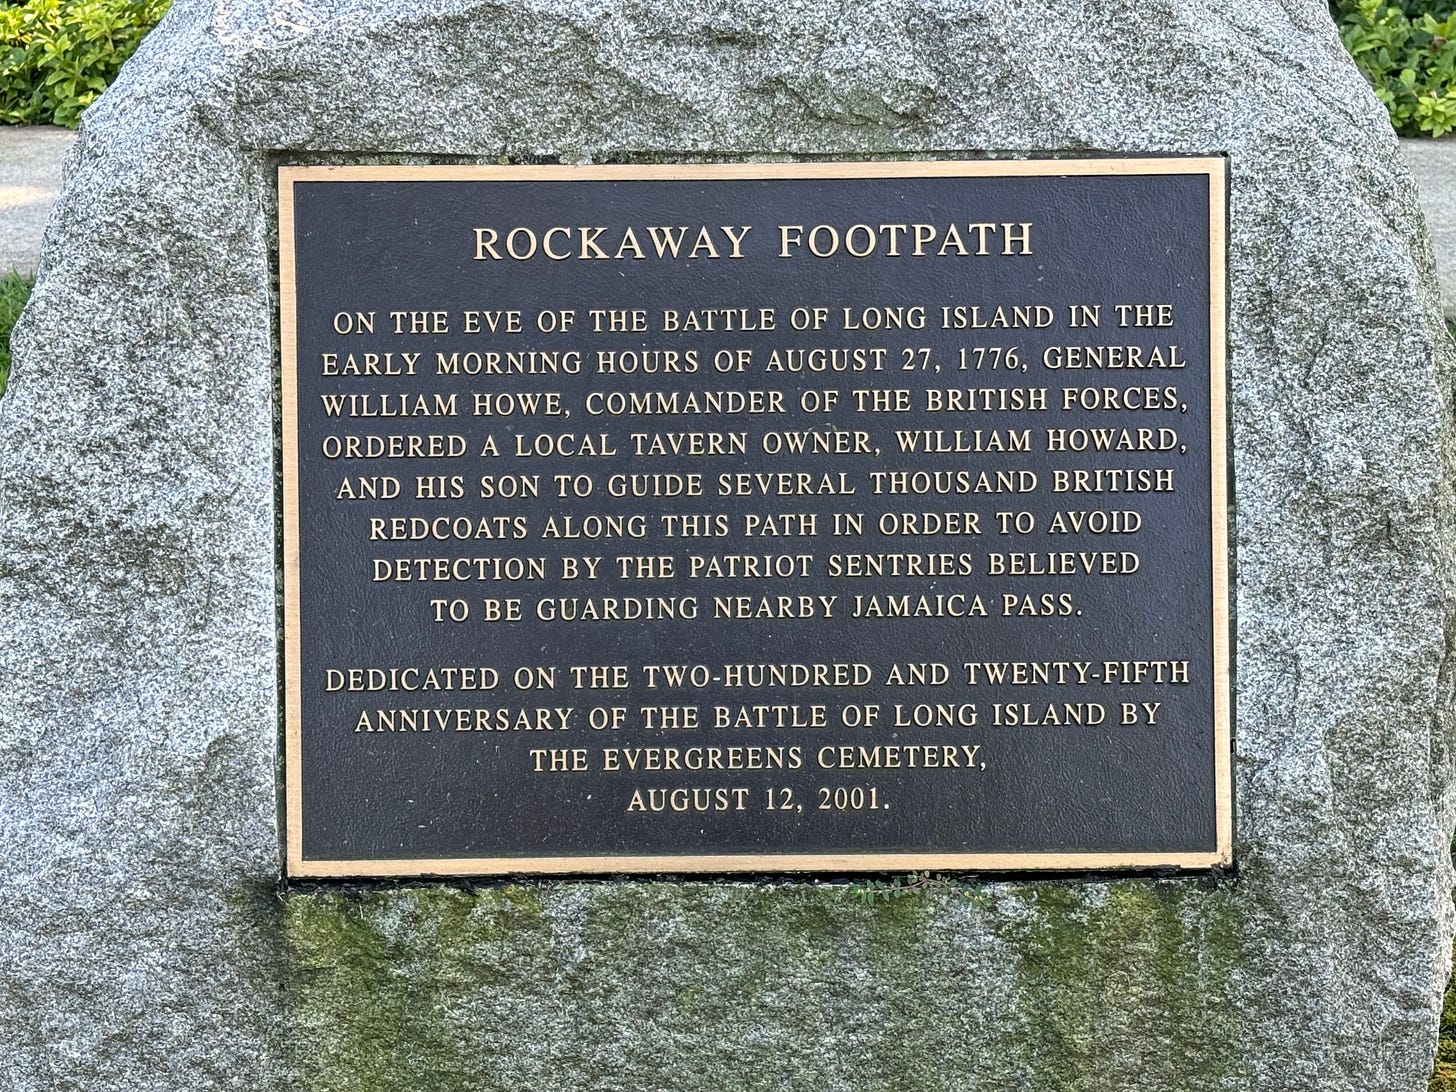 ROCKAWAY FOOTPATH
ON THE EVE OF THE BATTLE OF LONG ISLAND IN THE
EARLY MORNING HOURS OF AUGUST 27, 1776, GENERAL
WILLIAM HOWE, COMMANDER OF THE BRITISH FORCES,
ORDERED A LOCAL TAVERN OWNER, WILLIAM HOWARD,
AND HIS SON TO GUIDE SEVERAL THOUSAND BRITISH
REDCOATS ALONG THIS PATH IN ORDER TO AVOID
DETECTION BY THE PATRIOT SENTRIES BELIEVED
TO BE GUARDING NEARBY JAMAICA PASS.
DEDICATED ON THE TWO-HUNDRED AND TWENTY-FIFTH
ANNIVERSARY OF THE BATTLE OF LONG ISLAND BY
THE EVERGREENS CEMETERY,
AUGUST 12, 2001.